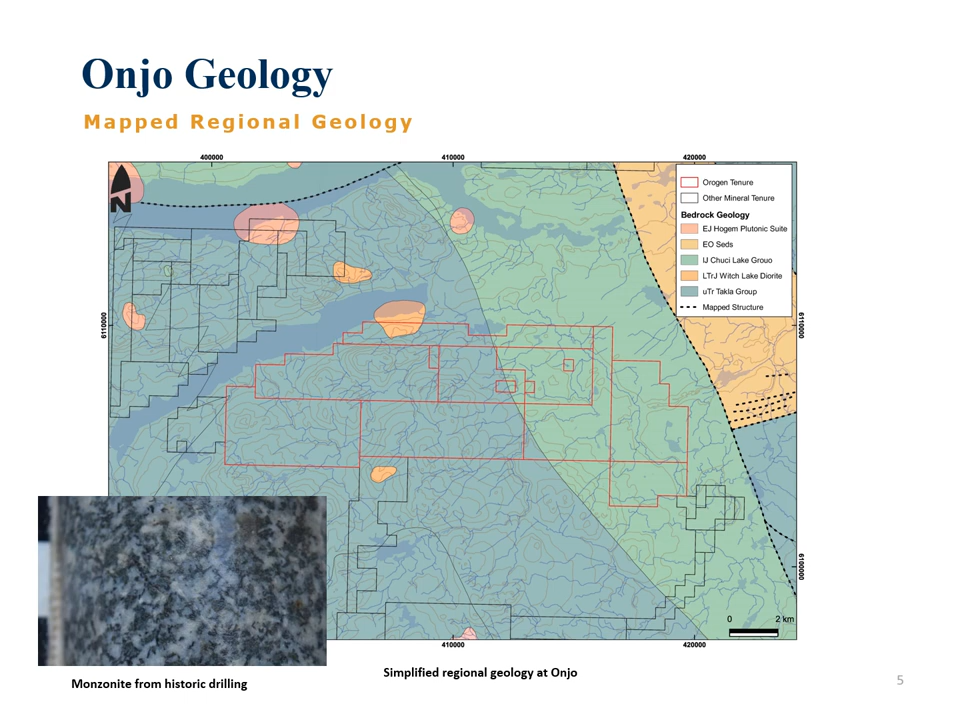 Onjo Geology
Mapped Regional Geology
400000
410000
420000
N
Orogen Tenure
Other Mineral Tenure
Bedrock Geology
EJ Hogem Plutonic Suite
EO Seds
lJ Chuci Lake Grouo
LTrJ Witch Lake Diorite
uTr Takla Group
Mapped Structure
6110000
6110000
6100000
0 2 km
410000
420000
Simplified regional geology at Onjo
Monzonite from historic drilling
5